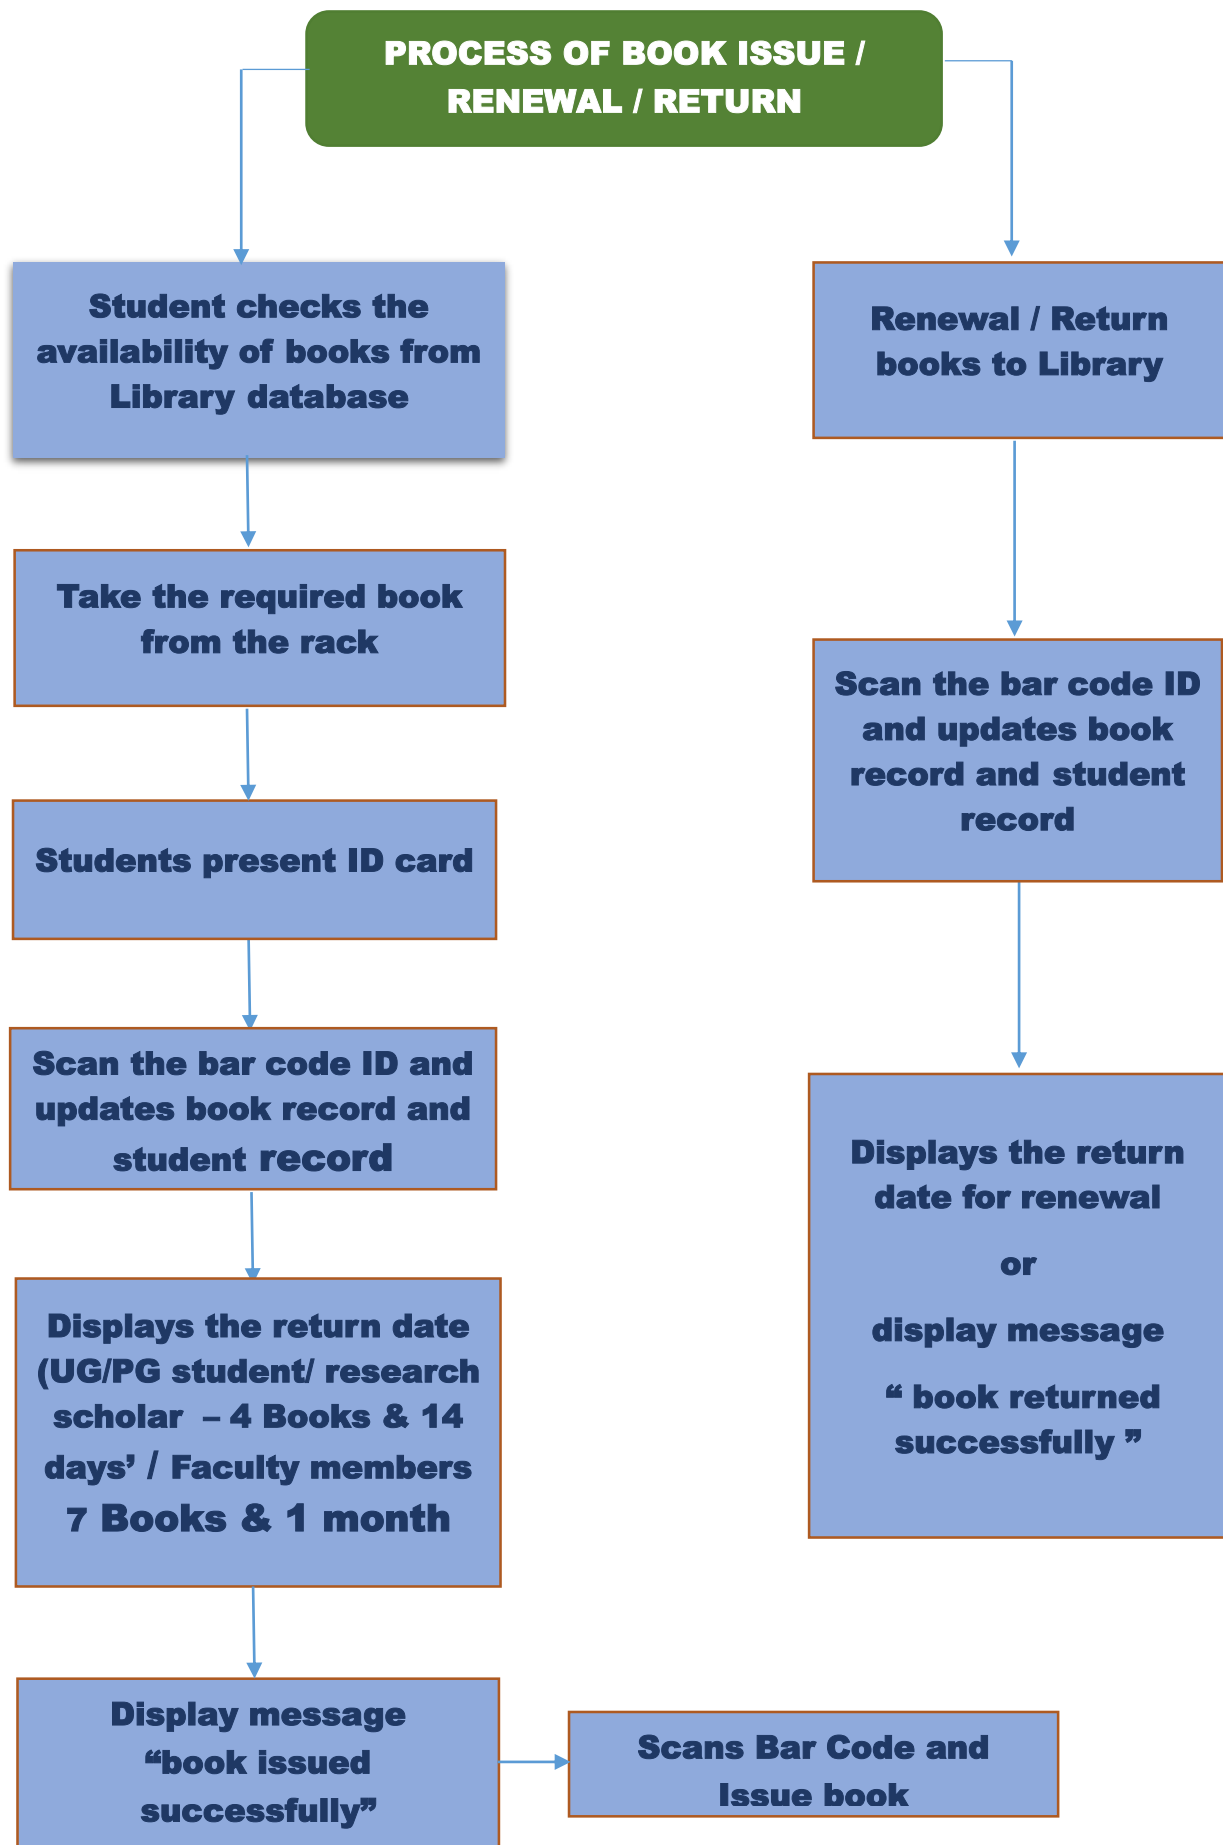 PROCESS OF BOOK ISSUE /
RENEWAL / RETURN
Student checks the
availability of books from
Library database
Take the required book
from the rack
Students present ID card
Scan the bar code ID and
updates book record and
student record
Displays the return date
(UG/PG student/ research
scholar – 4 Books & 14
days’ / Faculty members
7 Books & 1 month
Display message
“book issued
successfully”
Scans Bar Code and
Issue book
Renewal / Return
books to Library
Scan the bar code ID
and updates book
record and student
record
Displays the return
date for renewal
or
display message
“ book returned
successfully ”